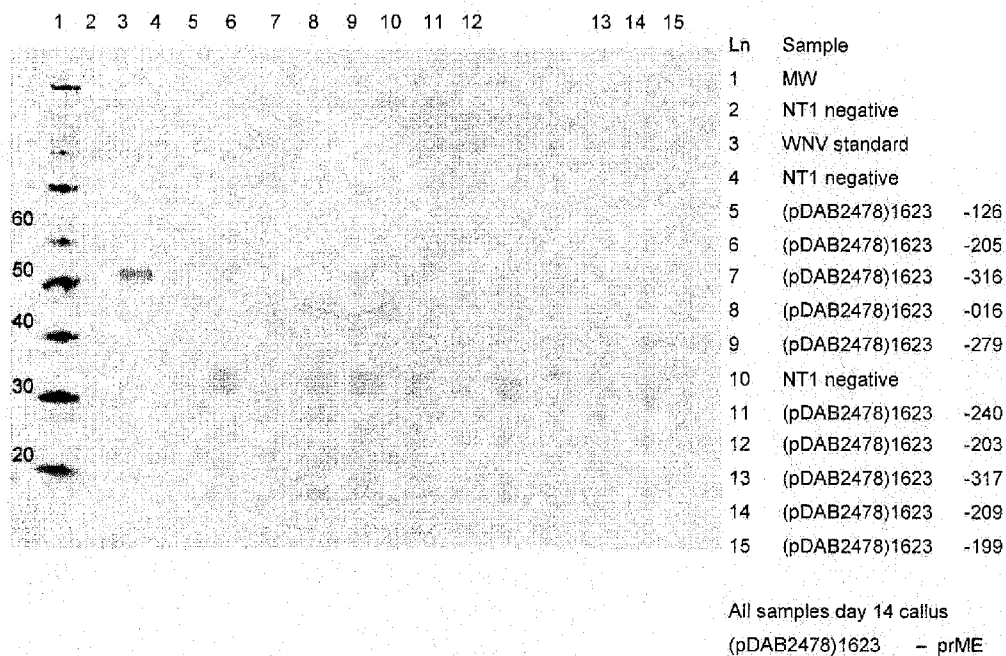 1 2 3 4 5 6 7 8 9 10 11 12 13 14 15
60
50
40
30
20
Ln Sample
1 MW
2 NT1 negative
3 WNV standard
4 NT1 negative
5 (pDAB2478)1623 -126
6 (pDAB2478)1623 -205
7 (pDAB2478)1623 -316
8 (pDAB2478)1623 -016
9 (pDAB2478)1623 -279
10 NT1 negative
11 (pDAB2478)1623 -240
12 (pDAB2478)1623 -203
13 (pDAB2478)1623 -317
14 (pDAB2478)1623 -209
15 (pDAB2478)1623 -199
All samples day 14 callus
(pDAB2478)1623 – prME